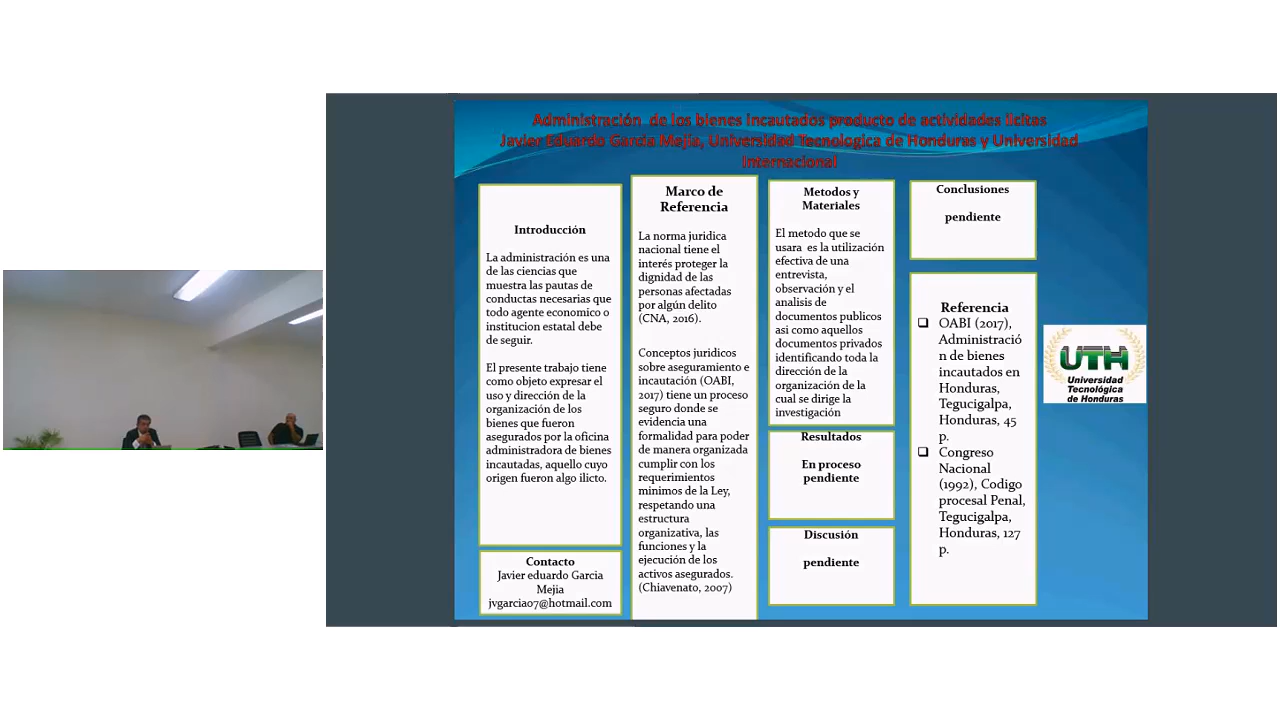 Administración de los bienes incautados producto de actividades ilicitas
Javier Eduardo Garcia Mejia, Universidad Tecnologica de Honduras y Universidad
Internacional
Introducción
La administración es una
de las ciencias que
muestra las pautas de
conductas necesarias que
todo agente economico o
institucion estatal debe
de seguir.
El presente trabajo tiene
como objeto expresar el
uso y dirección de la
organización de los
bienes que fueron
asegurados por la oficina
administradora de bienes
incautadas, aquello cuyo
origen fueron algo ilicto.
Contacto
Javier eduardo Garcia
Mejia
jvgarcia07@hotmail.com
Marco de
Referencia
La norma juridica
nacional tiene el
interés proteger la
dignidad de las
personas afectadas
por algún delito
(CNA, 2016).
Conceptos juridicos
sobre aseguramiento e
incautación (OABI,
2017) tiene un proceso
seguro donde se
evidencia una
formalidad para poder
de manera organizada
cumplir con los
requerimientos
minimos de la Ley,
respetando una
estructura
organizativa, las
funciones y la
ejecución de los
activos asegurados.
(Chiavenato, 2007)
Metodos y
Materiales
El metodo que se
usara es la utilización
efectiva de una
entrevista,
observación y el
analisis de
documentos publicos
asi como aquellos
documentos privados
identificando toda la
dirección de la
organización de la
cual se dirige la
investigación
Resultados
En proceso
pendiente
Discusión
pendiente
Conclusiones
pendiente
Referencia
OABI (2017),
Administració
n de bienes
incautados en
Honduras,
Tegucigalpa,
Honduras, 45
p.
Congreso
Nacional
(1992), Codigo
procesal Penal,
Tegucigalpa,
Honduras, 127
p.
UTH
Universidad
Tecnológica
de Honduras